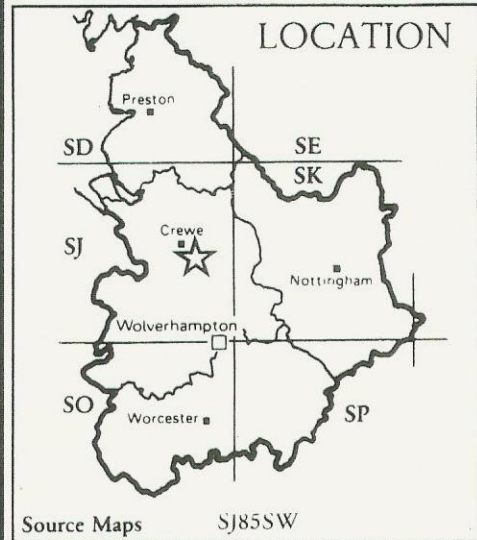 LOCATION
Preston
SD
SE
SK
SJ
Crewe
Nottingham
Wolverhampton
SO
SP
Worcester
Source Maps SJ85SW